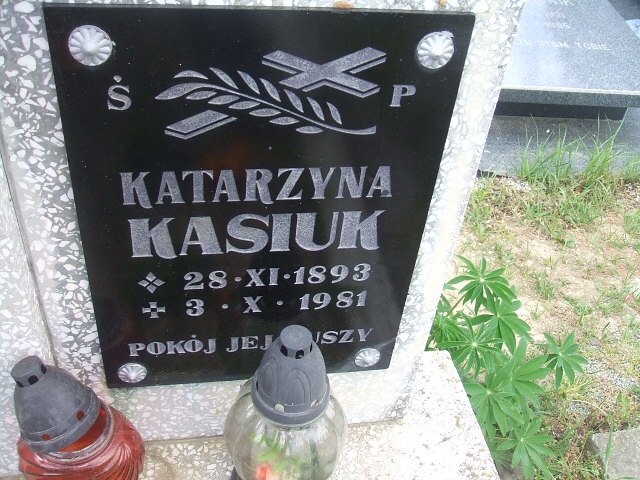 Ś P
KATARZYNA
KASIUK
28·XI·1893
3·X·1981
POKÓJ JEJ